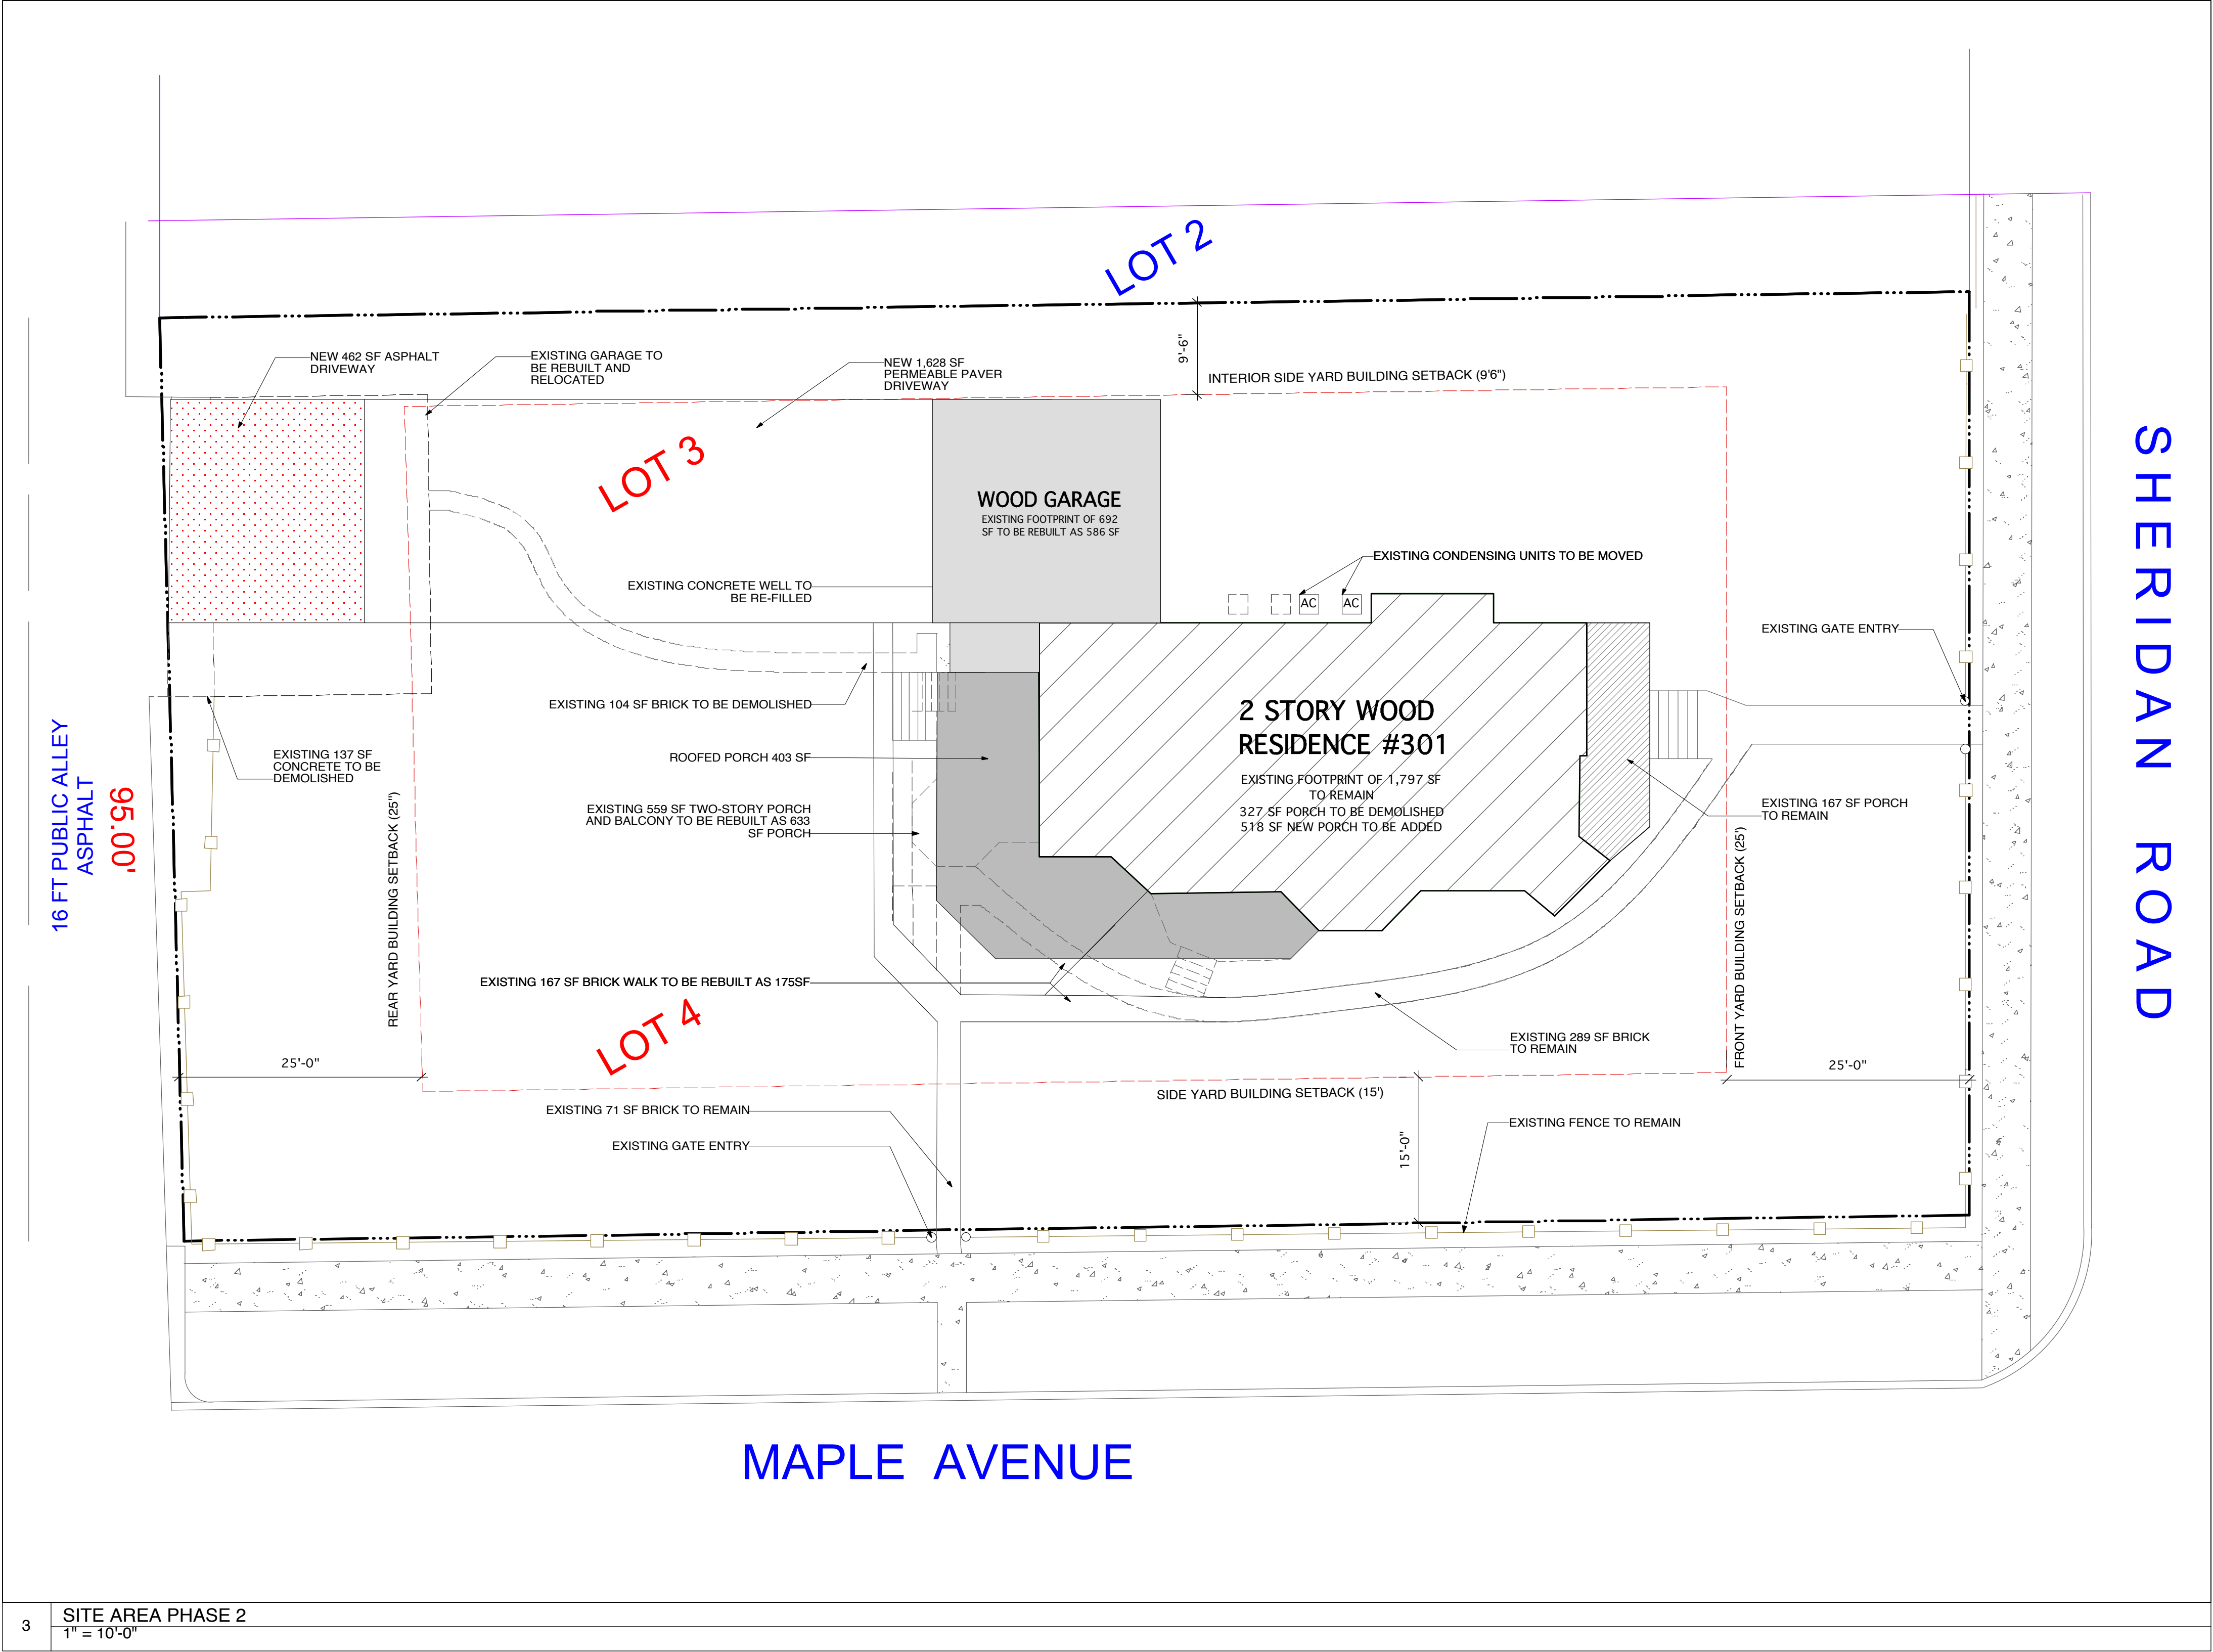 LOT 2
9'-6"
INTERIOR SIDE YARD BUILDING SETBACK (9'6")
NEW 462 SF ASPHALT
DRIVEWAY
EXISTING GARAGE TO
BE REBUILT AND
RELOCATED
NEW 1,628 SF
PERMEABLE PAVER
DRIVEWAY
LOT 3
WOOD GARAGE
EXISTING FOOTPRINT OF 692
SF TO BE REBUILT AS 586 SF
EXISTING CONCRETE WELL TO
BE RE-FILLED
EXISTING CONDENSING UNITS TO BE MOVED
AC
AC
EXISTING GATE ENTRY
SHERIDAN ROAD
EXISTING 104 SF BRICK TO BE DEMOLISHED
2 STORY WOOD
RESIDENCE #301
EXISTING FOOTPRINT OF 1,797 SF
TO REMAIN
327 SF PORCH TO BE DEMOLISHED
518 SF NEW PORCH TO BE ADDED
ROOFED PORCH 403 SF
EXISTING 137 SF
CONCRETE TO BE
DEMOLISHED
16 FT PUBLIC ALLEY
ASPHALT
95.00'
REAR YARD BUILDING SETBACK (25")
EXISTING 559 SF TWO-STORY PORCH
AND BALCONY TO BE REBUILT AS 633
SF PORCH
EXISTING 167 SF PORCH
TO REMAIN
FRONT YARD BUILDING SETBACK (25')
EXISTING 167 SF BRICK WALK TO BE REBUILT AS 175SF
LOT 4
EXISTING 289 SF BRICK
TO REMAIN
25'-0"
25'-0"
SIDE YARD BUILDING SETBACK (15')
EXISTING 71 SF BRICK TO REMAIN
EXISTING GATE ENTRY
15'-0"
EXISTING FENCE TO REMAIN
MAPLE AVENUE
3
SITE AREA PHASE 2
1" = 10'-0"